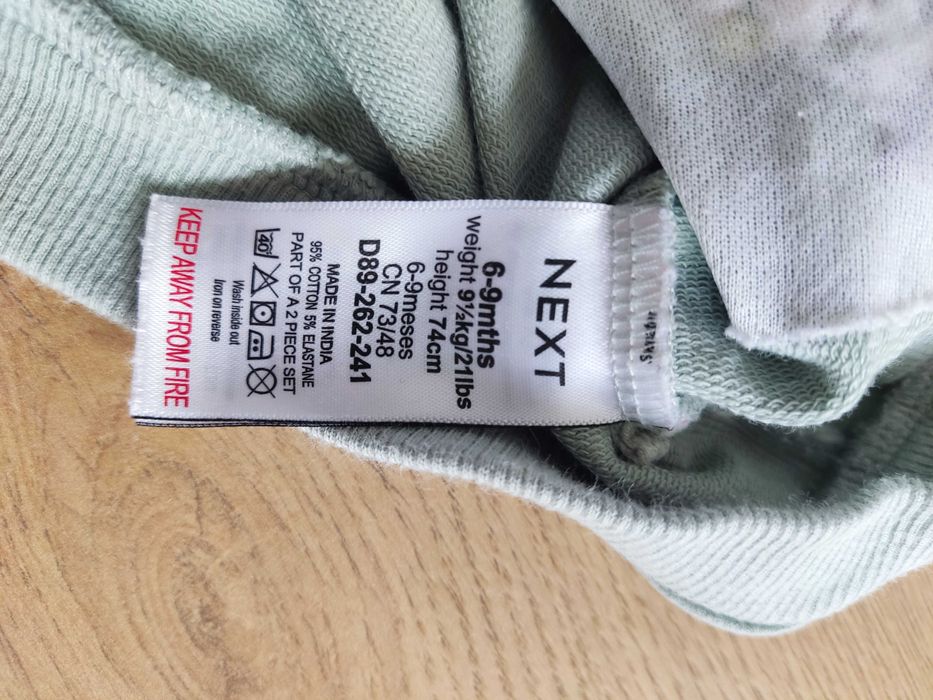 NEXT
6-9mths
weight 9½kg/21lbs
height 74cm
6-9meses
CN 73/48
D89-262-241
MADE IN INDIA
95% COTTON 5% ELASTANE
PART OF A 2 PIECE SET
40°
Wash inside out
Iron on reverse
KEEP AWAY FROM FIRE